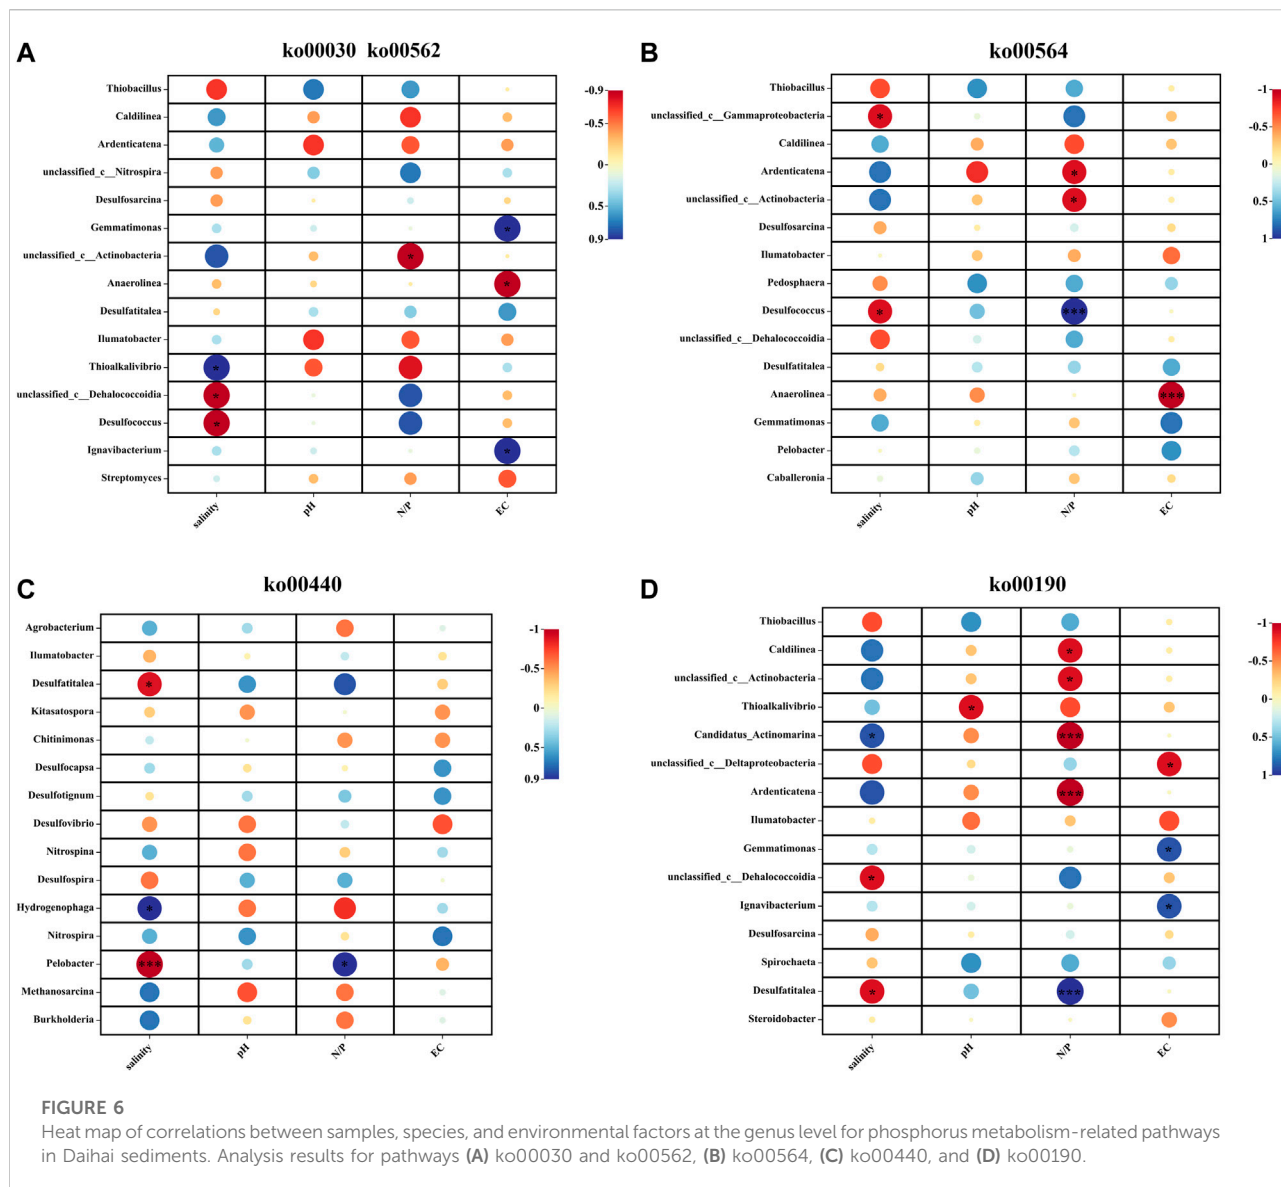 A
ko00030 ko00562
Thiobacillus
Caldilinea
Ardenticatena
unclassified_c__Nitrospira
Desulfosarcina
Gemmatimonas
*
unclassified_c__Actinobacteria
*
Anaerolinea
*
Desulfatitalea
Ilumatobacter
Thioalkalivibrio
*
unclassified_c__Dehalococcoidia
*
Desulfococcus
*
Ignavibacterium
*
Streptomyces
salinity
pH
N/P
EC
-0.9
-0.5
0
0.5
0.9
B
ko00564
Thiobacillus
unclassified_c__Gammaproteobacteria
*
Caldilinea
Ardenticatena
*
unclassified_c__Actinobacteria
*
Desulfosarcina
Ilumatobacter
Pedosphaera
Desulfococcus
* ***
unclassified_c__Dehalococcoidia
Desulfatitalea
Anaerolinea
***
Gemmatimonas
Pelobacter
Caballeronia
salinity
pH
N/P
EC
-1
-0.5
0
0.5
1
C
ko00440
Agrobacterium
Ilumatobacter
Desulfatitalea
*
Kitasatospora
Chitinimonas
Desulfocapsa
Desulfotignum
Desulfovibrio
Nitrospina
Desulfospira
Hydrogenophaga
*
Nitrospira
Pelobacter
*** *
Methanosarcina
Burkholderia
salinity
pH
N/P
EC
-1
-0.5
0
0.5
0.9
D
ko00190
Thiobacillus
Caldilinea
*
unclassified_c__Actinobacteria
*
Thioalkalivibrio
*
Candidatus_Actinomarina
* ***
unclassified_c__Deltaproteobacteria
*
Ardenticatena
***
Ilumatobacter
Gemmatimonas
*
unclassified_c__Dehalococcoidia
*
Ignavibacterium
*
Desulfosarcina
Spirochaeta
Desulfatitalea
* ***
Steroidobacter
salinity
pH
N/P
EC
-1
-0.5
0
0.5
1
FIGURE 6
Heat map of correlations between samples, species, and environmental factors at the genus level for phosphorus metabolism-related pathways
in Daihai sediments. Analysis results for pathways (A) ko00030 and ko00562, (B) ko00564, (C) ko00440, and (D) ko00190.